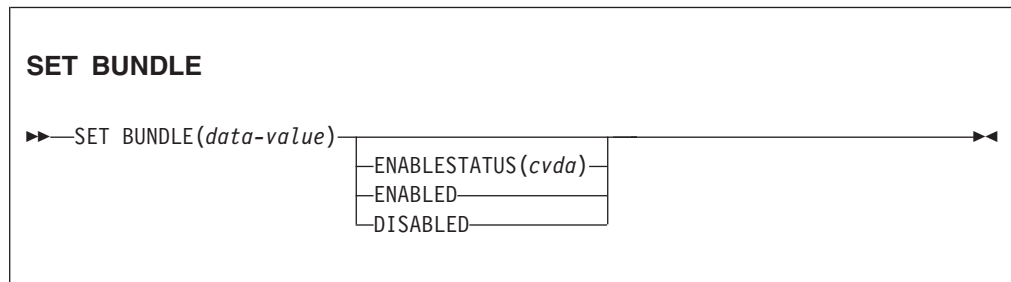 SET BUNDLE
SET BUNDLE(data-value)
ENABLESTATUS(cvda)
ENABLED
DISABLED